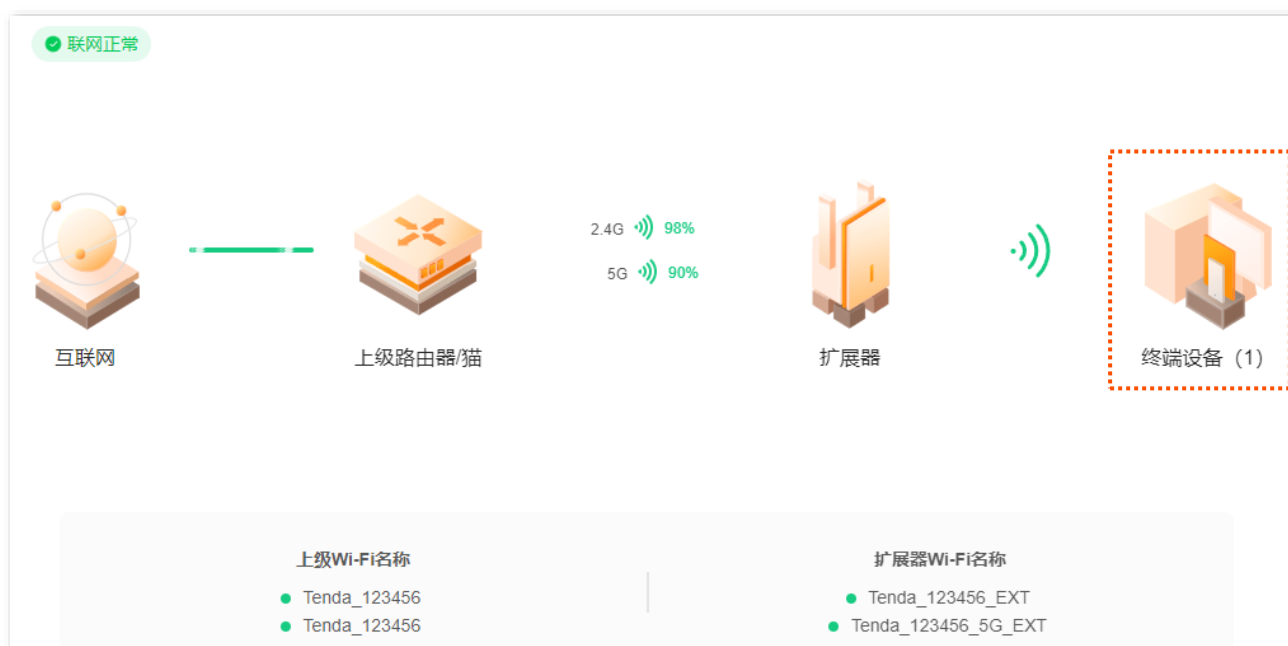 联网正常
2.4G 98%
5G 90%
互联网
上级路由器/猫
扩展器
终端设备（1）
上级Wi-Fi名称
扩展器Wi-Fi名称
Tenda_123456
Tenda_123456_EXT
Tenda_123456
Tenda_123456_5G_EXT